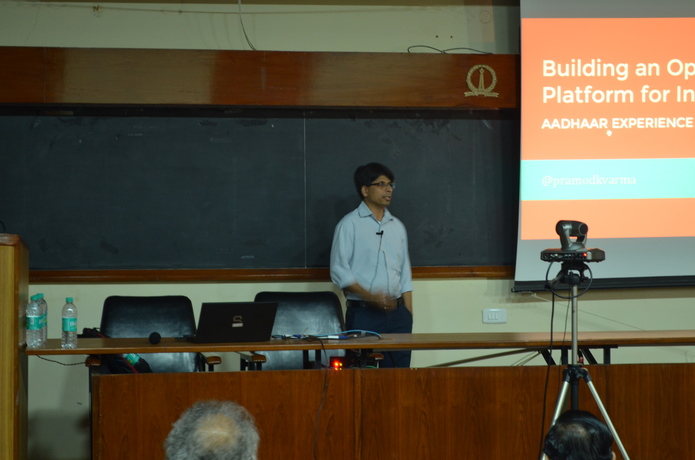 Building an Op
Platform for In
AADHAAR EXPERIENCE
@pramodkvarma